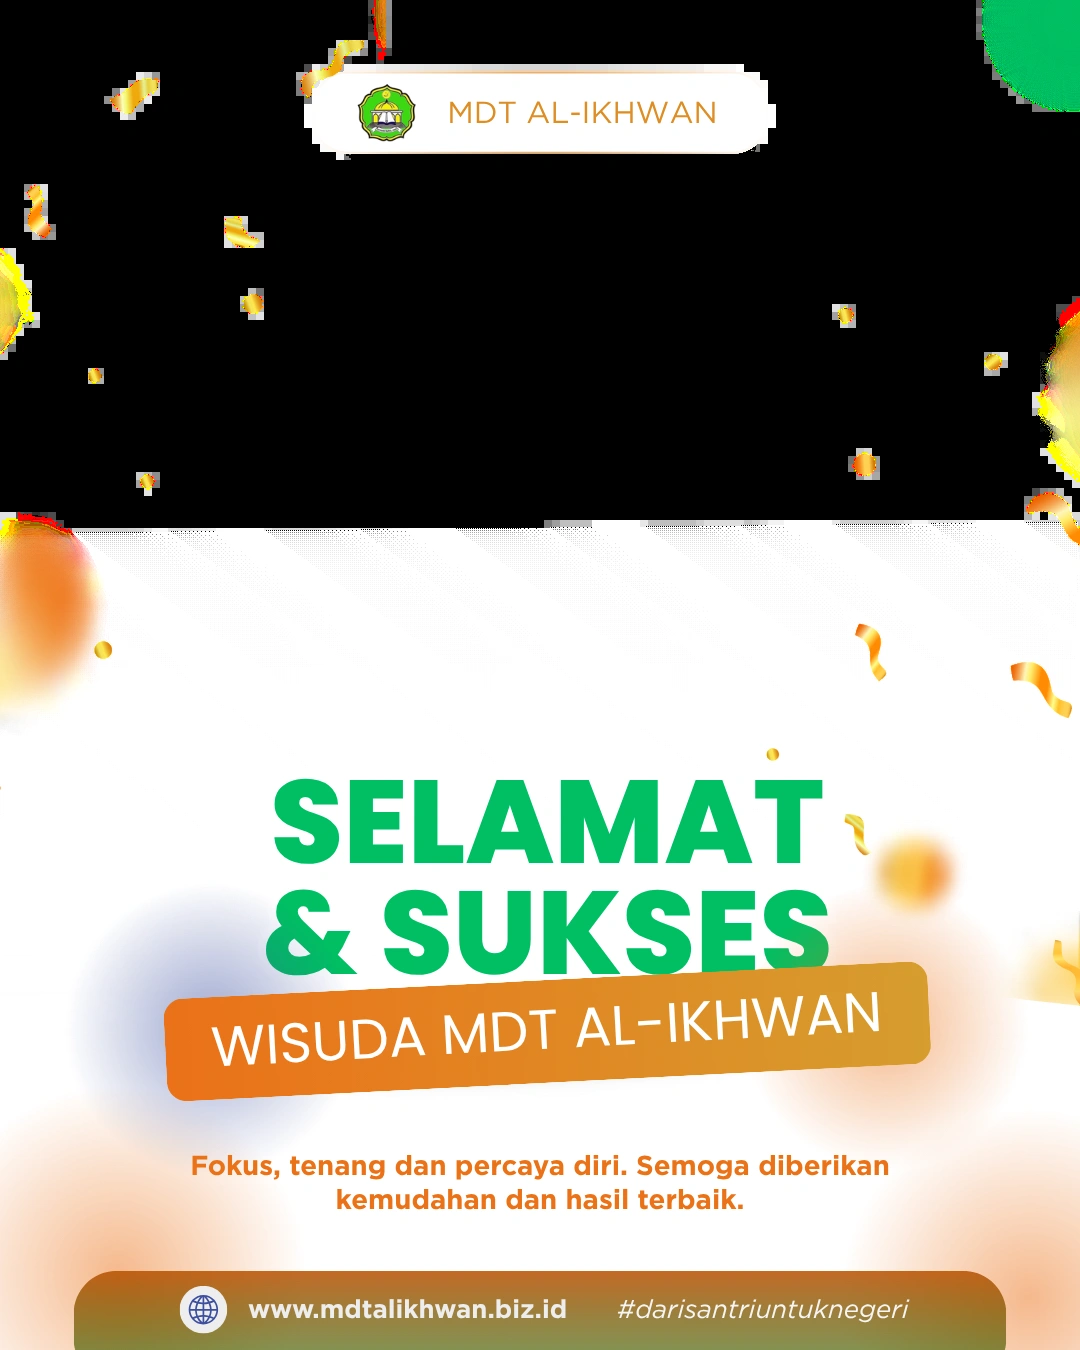 MDT AL-IKHWAN
SELAMAT
& SUKSES
WISUDA MDT AL-IKHWAN
Fokus, tenang dan percaya diri. Semoga diberikan
kemudahan dan hasil terbaik.
www.mdtalikhwan.biz.id
#darisantriuntuknegeri